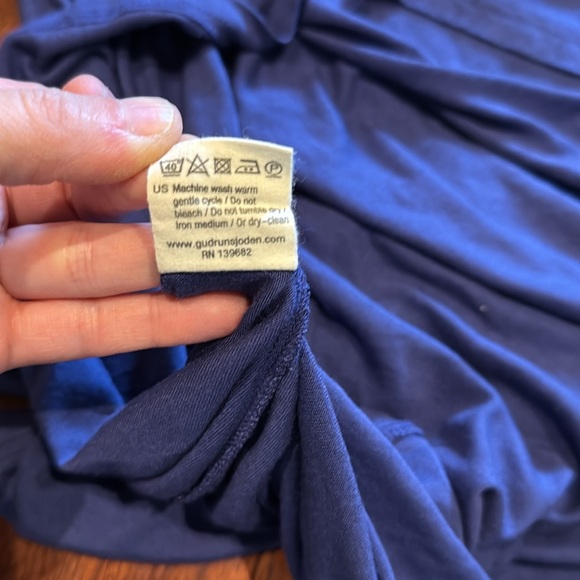 40 P
US Machine wash warm
gentle cycle / Do not
bleach / Do not tumble dry /
Iron medium / Or dry-clean
www.gudrunsjoden.com
RN 139682